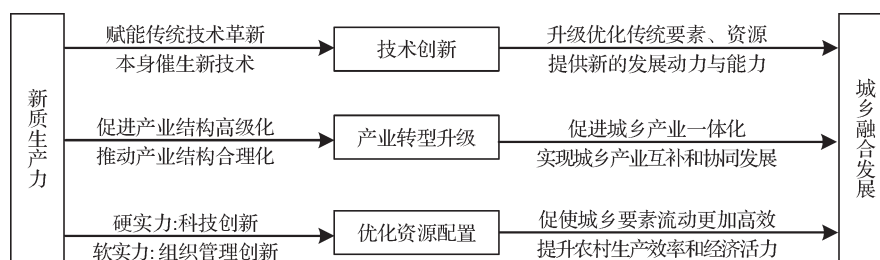 新质生产力
赋能传统技术革新
本身催生新技术
技术创新
升级优化传统要素、资源
提供新的发展动力与能力
促进产业结构高级化
推动产业结构合理化
产业转型升级
促进城乡产业一体化
实现城乡产业互补和协同发展
硬实力:科技创新
软实力:组织管理创新
优化资源配置
促使城乡要素流动更加高效
提升农村生产效率和经济活力
城乡融合发展